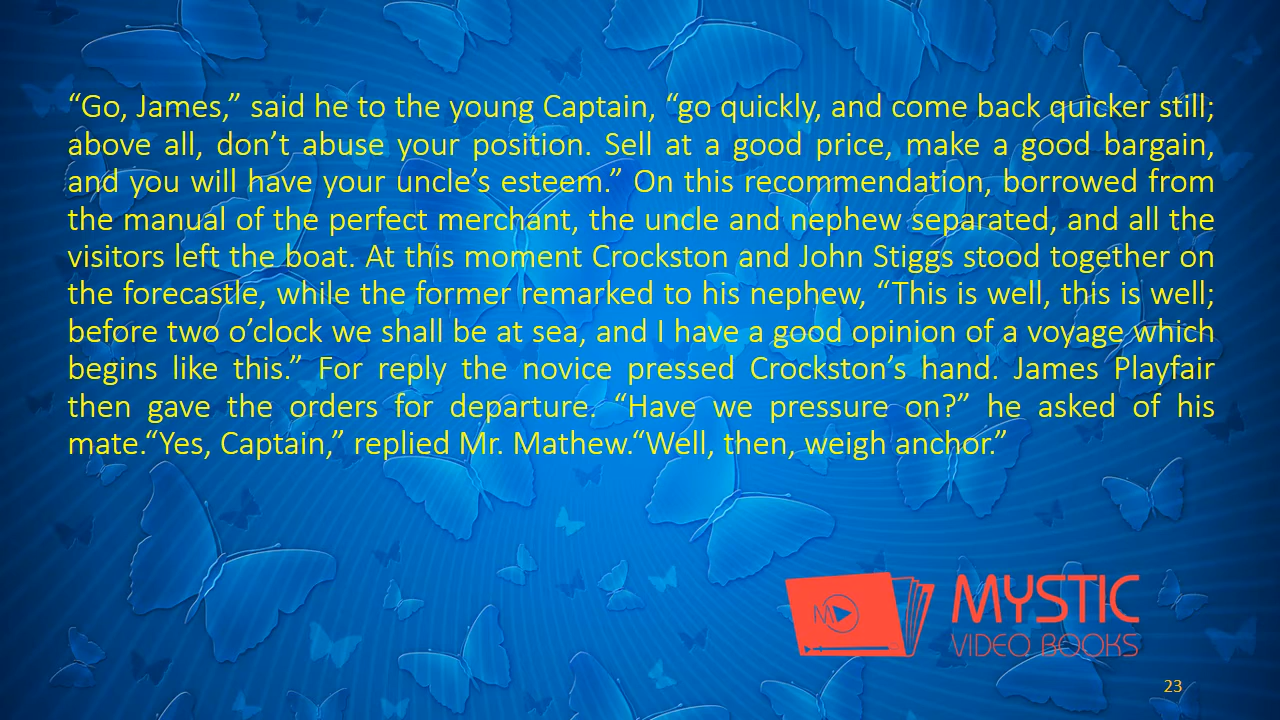 “Go, James,” said he to the young Captain, “go quickly, and come back quicker still;
above all, don’t abuse your position. Sell at a good price, make a good bargain,
and you will have your uncle’s esteem.” On this recommendation, borrowed from
the manual of the perfect merchant, the uncle and nephew separated, and all the
visitors left the boat. At this moment Crockston and John Stiggs stood together on
the forecastle, while the former remarked to his nephew, “This is well, this is well;
before two o’clock we shall be at sea, and I have a good opinion of a voyage which
begins like this.” For reply the novice pressed Crockston’s hand. James Playfair
then gave the orders for departure. “Have we pressure on?” he asked of his
mate.“Yes, Captain,” replied Mr. Mathew.“Well, then, weigh anchor.”
M
MYSTIC
VIDEO BOOKS
23